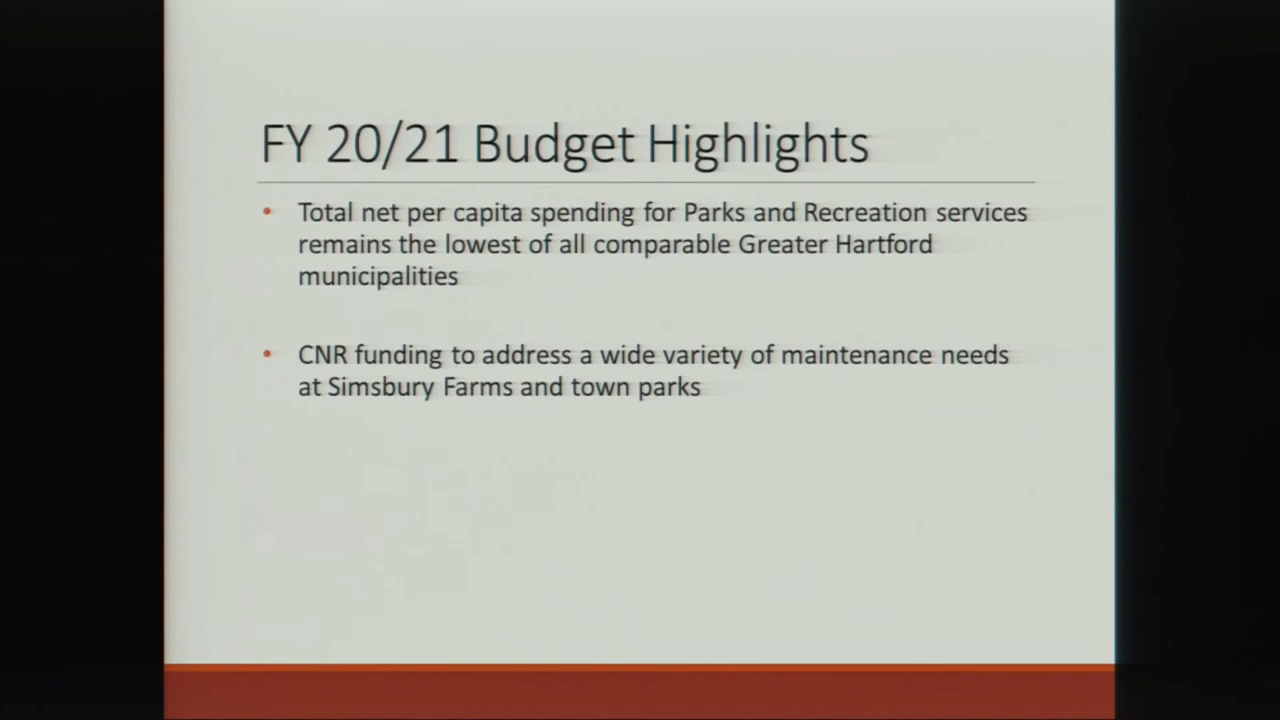 FY 20/21 Budget Highlights
• Total net per capita spending for Parks and Recreation services
remains the lowest of all comparable Greater Hartford
municipalities
• CNR funding to address a wide variety of maintenance needs
at Simsbury Farms and town parks